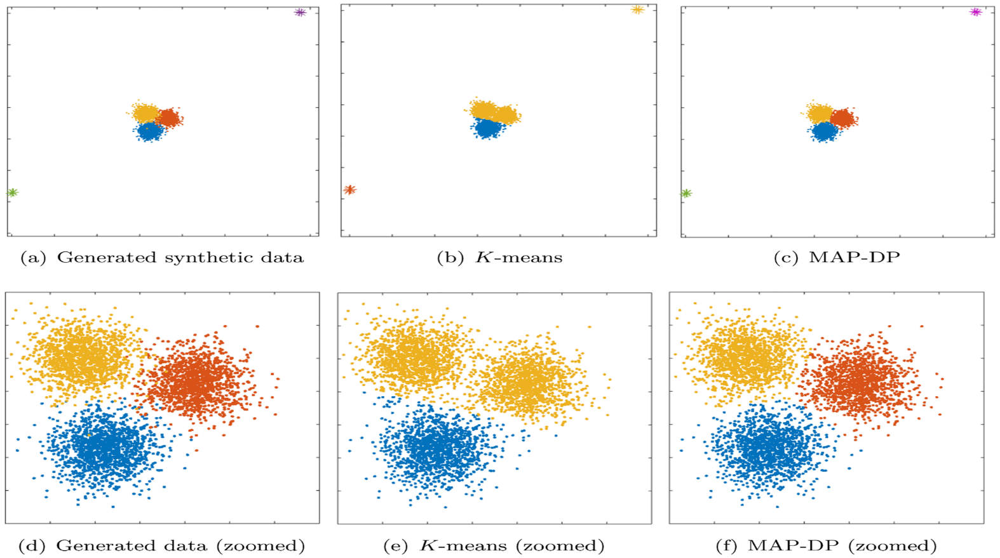 (a) Generated synthetic data
(b) K-means
(c) MAP-DP
(d) Generated data (zoomed)
(e) K-means (zoomed)
(f) MAP-DP (zoomed)